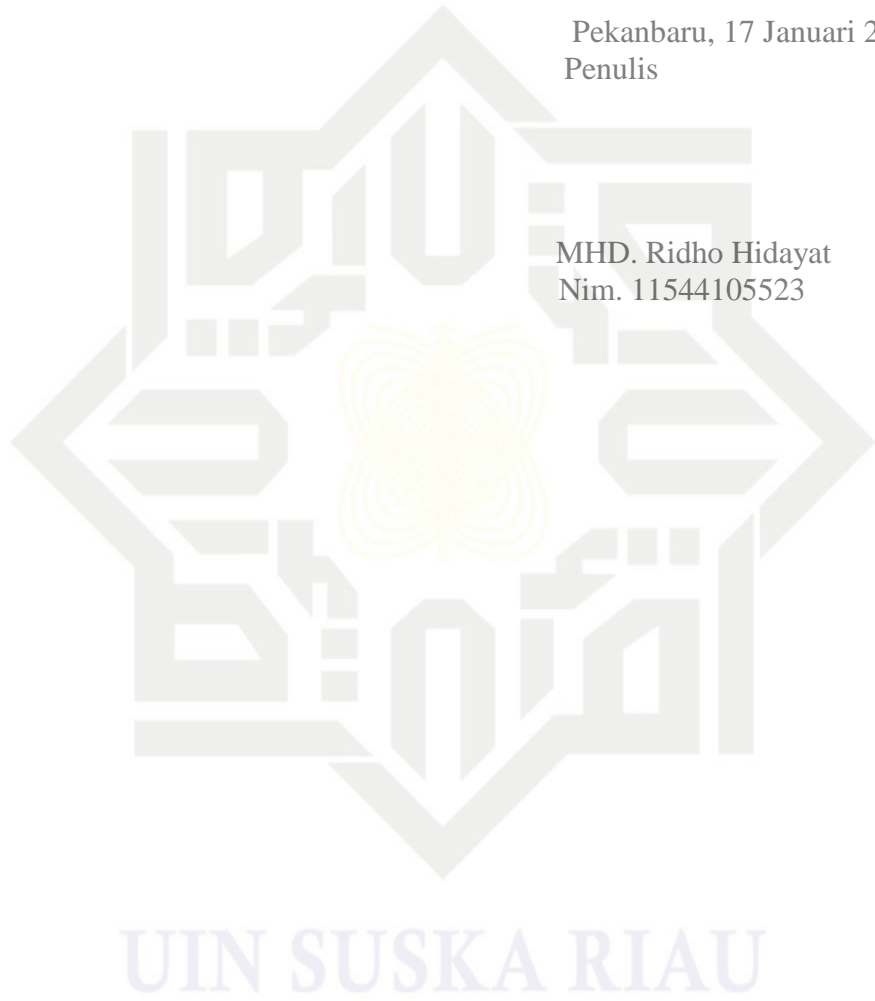 Pekanbaru, 17 Januari 2
Penulis
MHD. Ridho Hidayat
Nim. 11544105523
UIN SUSKA RIAU